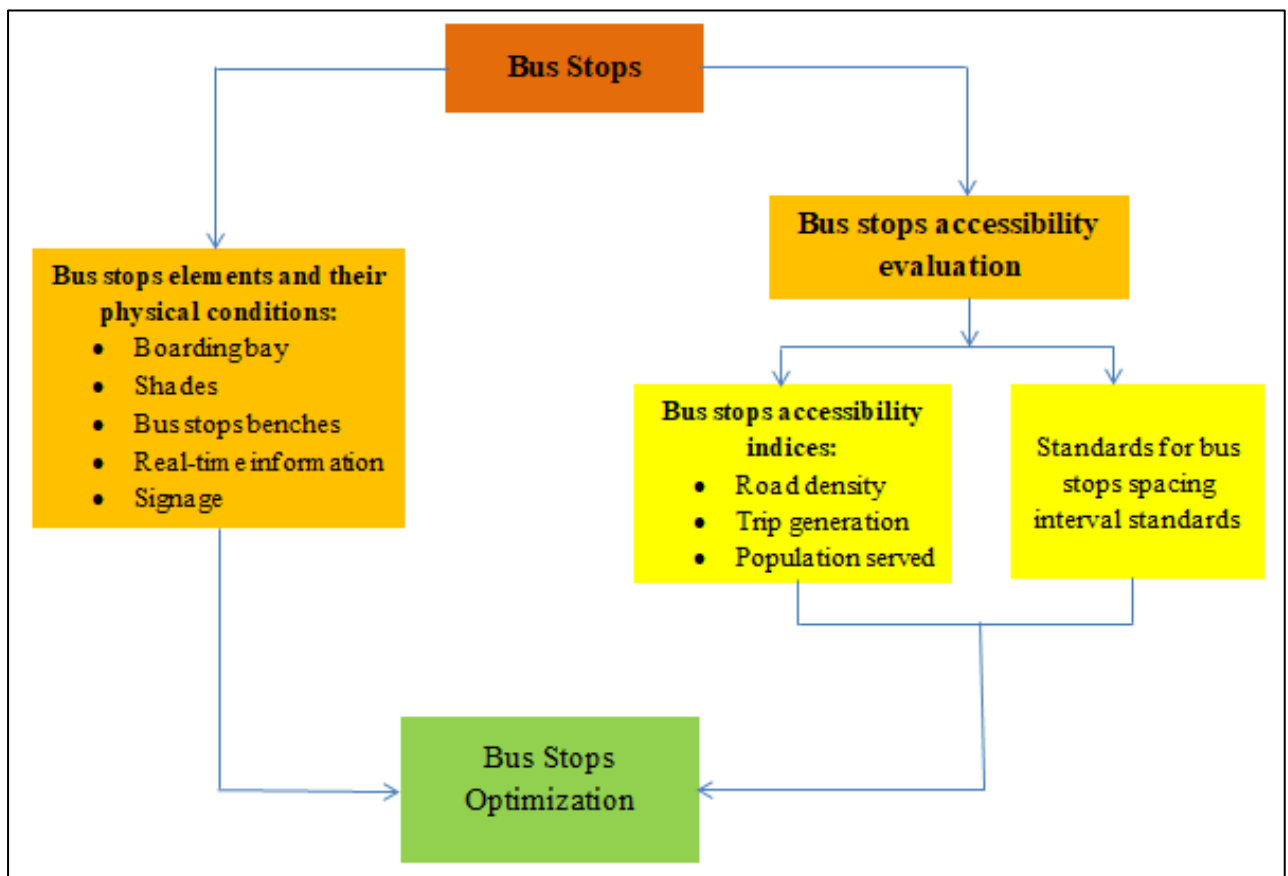 Bus Stops
Bus stops elements and their
physical conditions:
• Boarding bay
• Shades
• Bus stops benches
• Real-time information
• Signage
Bus stops accessibility
evaluation
Bus stops accessibility
indices:
• Road density
• Trip generation
• Population served
Standards for bus
stops spacing
interval standards
Bus Stops
Optimization